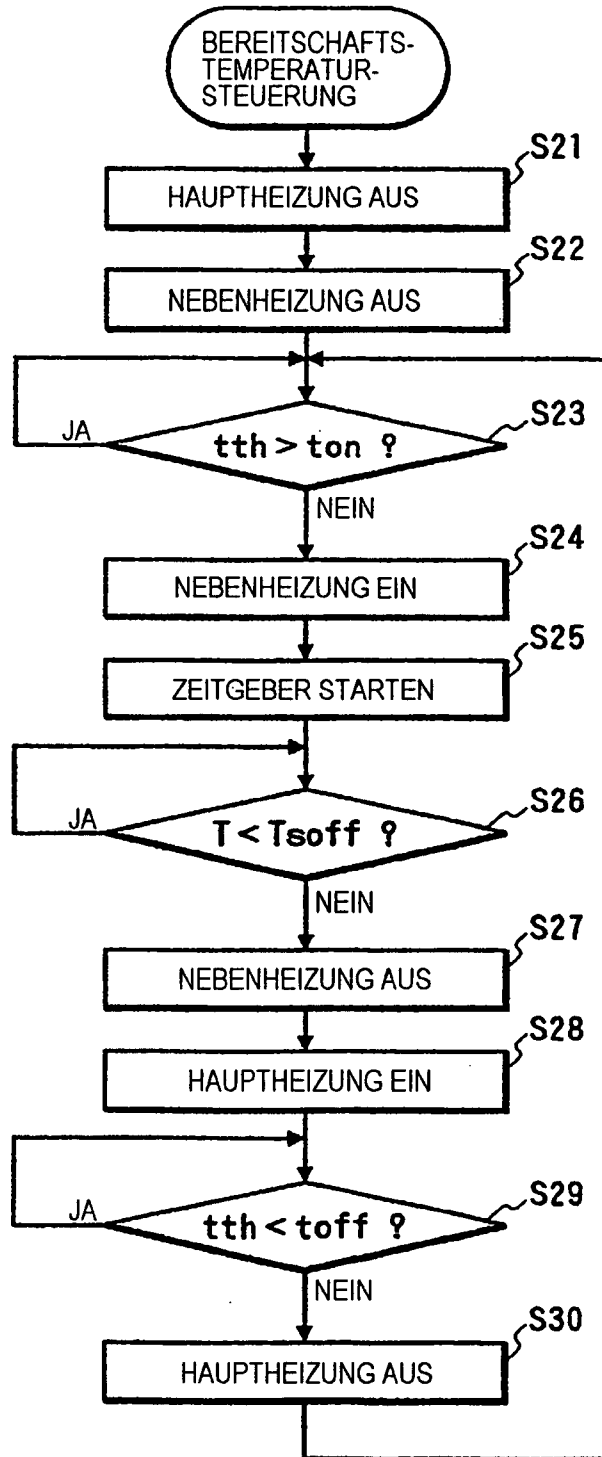 BEREITSCHAFTS-
TEMPERATUR-
STEUERUNG
S21
HAUPTHEIZUNG AUS
S22
NEBENHEIZUNG AUS
S23
JA
tth > ton ?
NEIN
S24
NEBENHEIZUNG EIN
S25
ZEITGEBER STARTEN
S26
JA
T < Tsoff ?
NEIN
S27
NEBENHEIZUNG AUS
S28
HAUPTHEIZUNG EIN
S29
JA
tth < toff ?
NEIN
S30
HAUPTHEIZUNG AUS